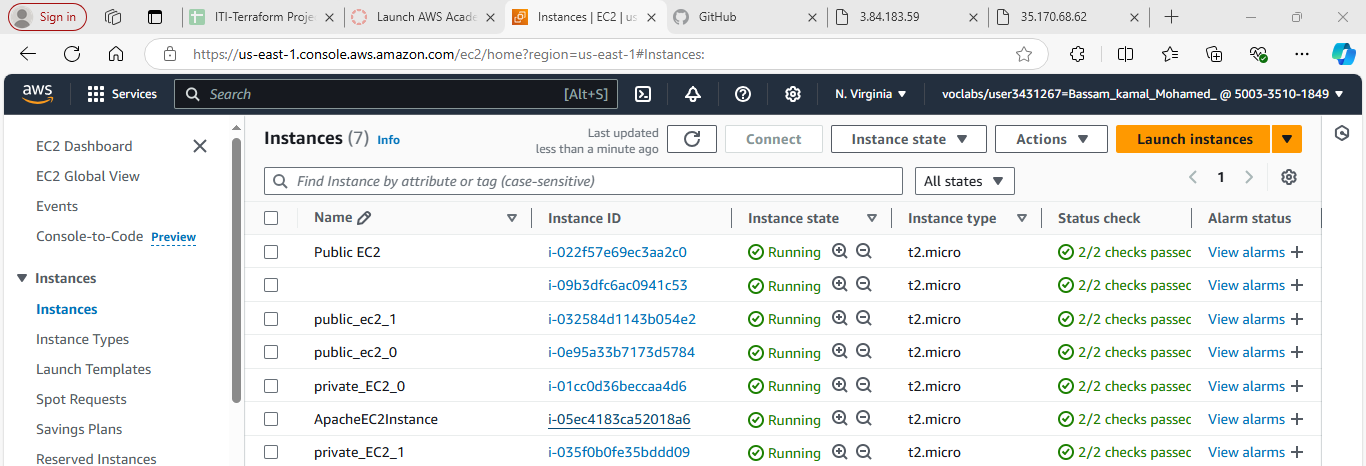 Sign in
ITI-Terraform Proje
Launch AWS Acade
Instances | EC2 | us
GitHub
3.84.183.59
35.170.68.62
https://us-east-1.console.aws.amazon.com/ec2/home?region=us-east-1#Instances:
aws
Services
Search
[Alt+S]
N. Virginia
voclabs/user3431267=Bassam_kamal_Mohamed_ @ 5003-3510-1849
EC2 Dashboard
EC2 Global View
Events
Console-to-Code Preview
Instances
Instances
Instance Types
Launch Templates
Spot Requests
Savings Plans
Reserved Instances
Instances (7) Info
Last updated
less than a minute ago
Connect
Instance state
Actions
Launch instances
Find Instance by attribute or tag (case-sensitive)
All states
1
Name Instance ID Instance state Instance type Status check Alarm status
Public EC2 i-022f57e69ec3aa2c0 Running t2.micro 2/2 checks passec View alarms +
i-09b3dfc6ac0941c53 Running t2.micro 2/2 checks passec View alarms +
public_ec2_1 i-032584d1143b054e2 Running t2.micro 2/2 checks passec View alarms +
public_ec2_0 i-0e95a33b7173d5784 Running t2.micro 2/2 checks passec View alarms +
private_EC2_0 i-01cc0d36beccaa4d6 Running t2.micro 2/2 checks passec View alarms +
ApacheEC2Instance i-05ec4183ca52018a6 Running t2.micro 2/2 checks passec View alarms +
private_EC2_1 i-035f0b0fe35bddd09 Running t2.micro 2/2 checks passec View alarms +